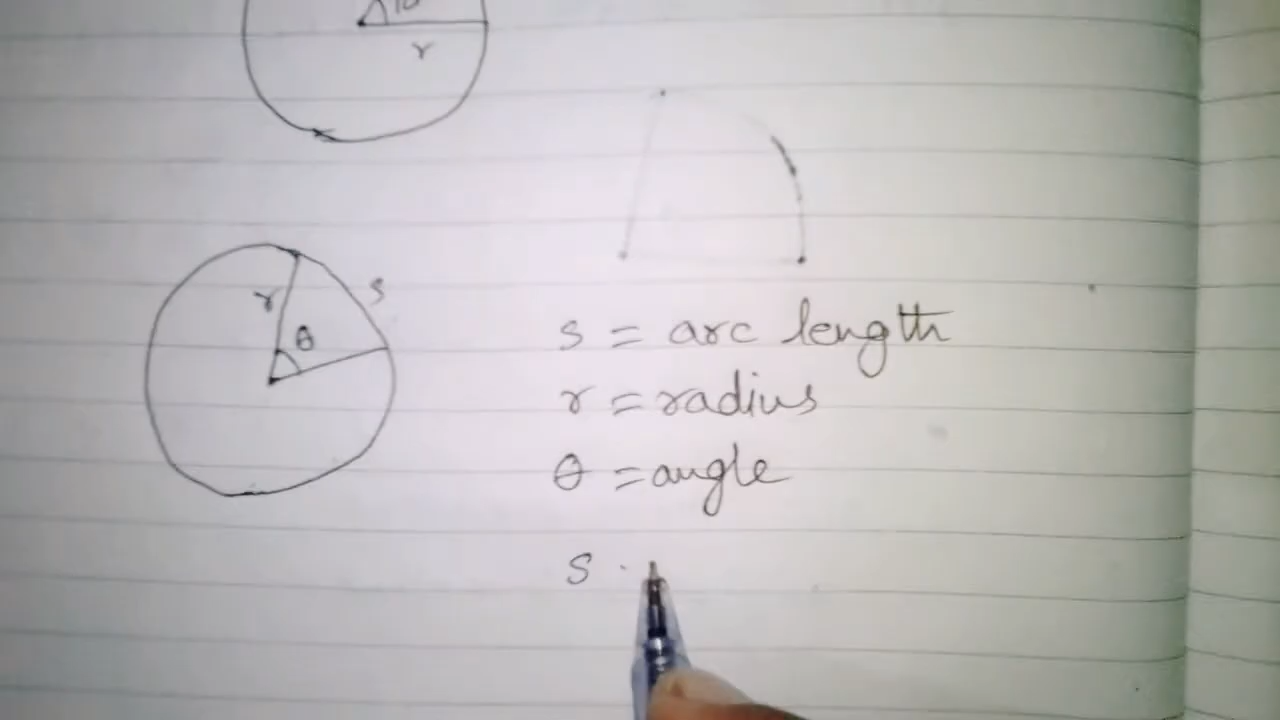 r
r
s
θ
s = arc length
r = radius
θ = angle
s